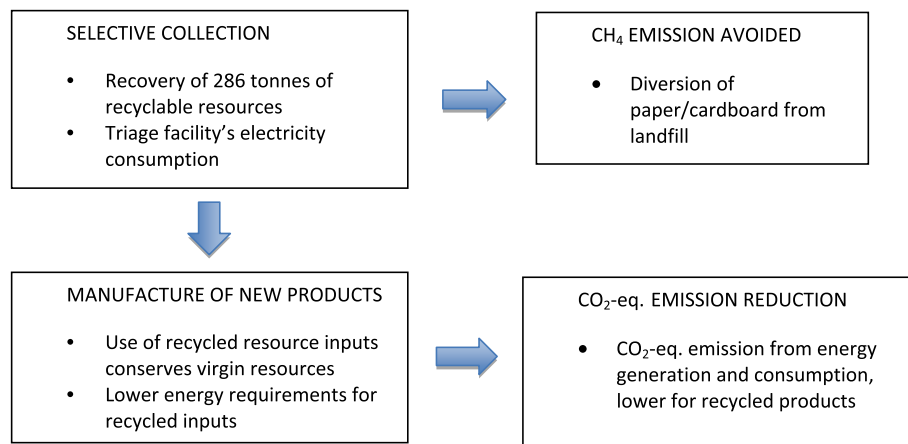 SELECTIVE COLLECTION
• Recovery of 286 tonnes of
recyclable resources
• Triage facility's electricity
consumption
CH₄ EMISSION AVOIDED
• Diversion of
paper/cardboard from
landfill
MANUFACTURE OF NEW PRODUCTS
• Use of recycled resource inputs
conserves virgin resources
• Lower energy requirements for
recycled inputs
CO₂-eq. EMISSION REDUCTION
• CO₂-eq. emission from energy
generation and consumption,
lower for recycled products